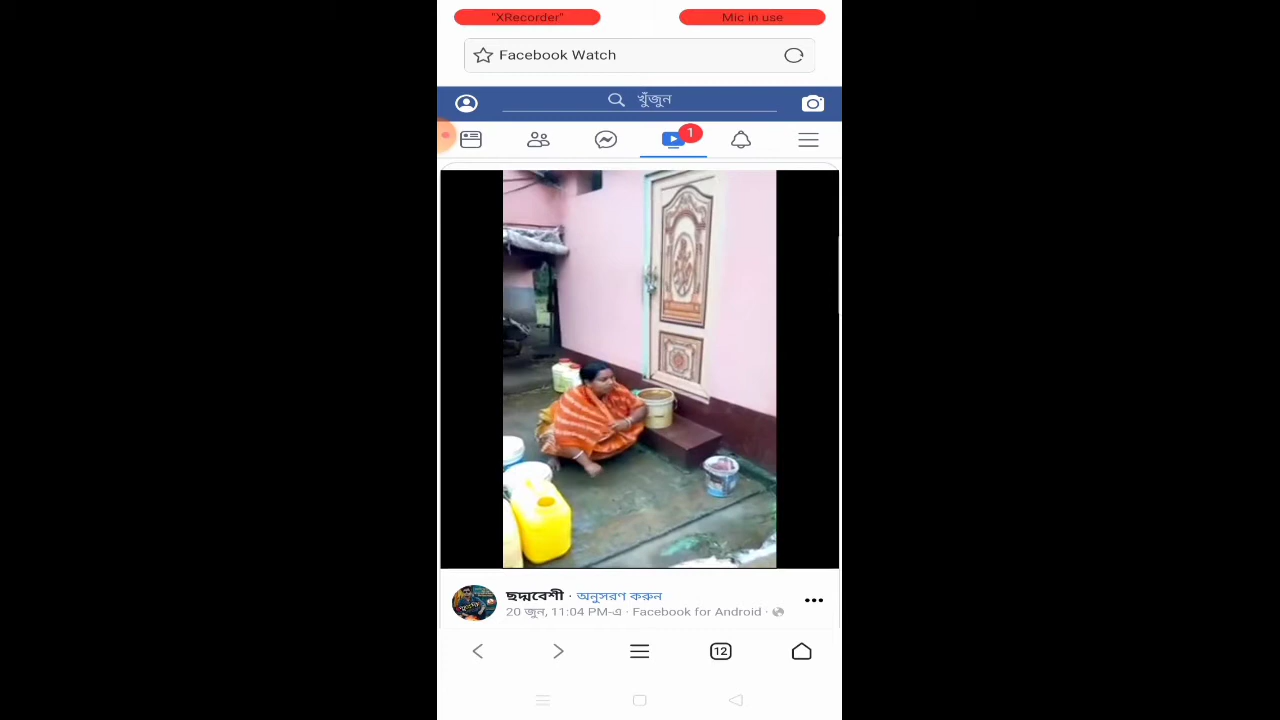 "XRecorder" Mic in use
Facebook Watch
খুঁজুন
1
ছদ্মবেশী · অনুসরণ করুন
20 জুন, 11:04 PM-এ · Facebook for Android ·
12